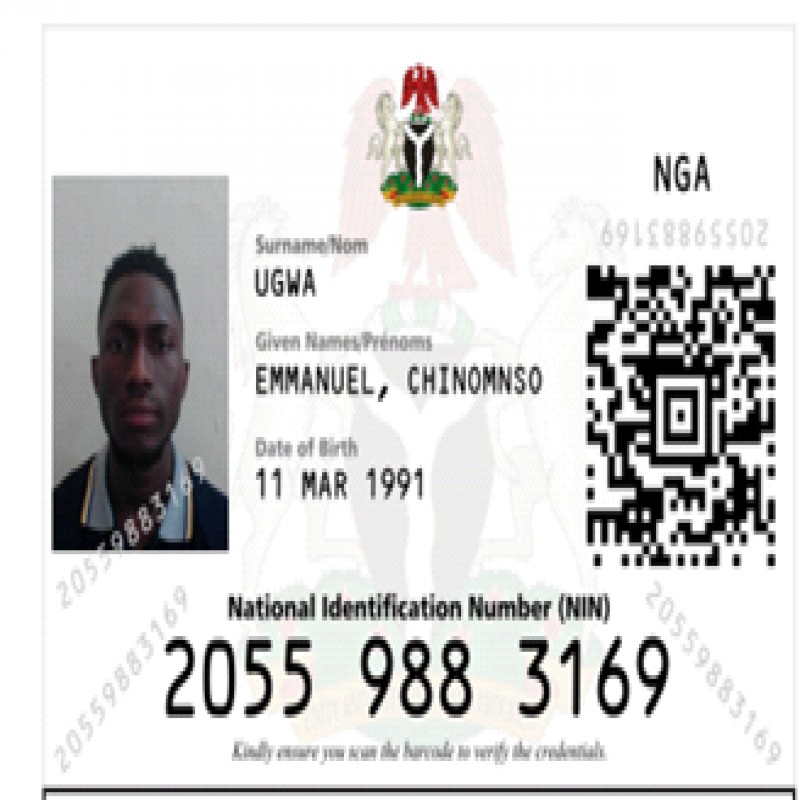 NGA
20559883169
Surname/Nom
UGWA
Given Names/Prénoms
EMMANUEL, CHINOMNSO
Date of Birth
11 MAR 1991
20559883169
National Identification Number (NIN)
2055 988 3169
20559883169
20559883169
Kindly ensure you scan the barcode to verify the credentials.